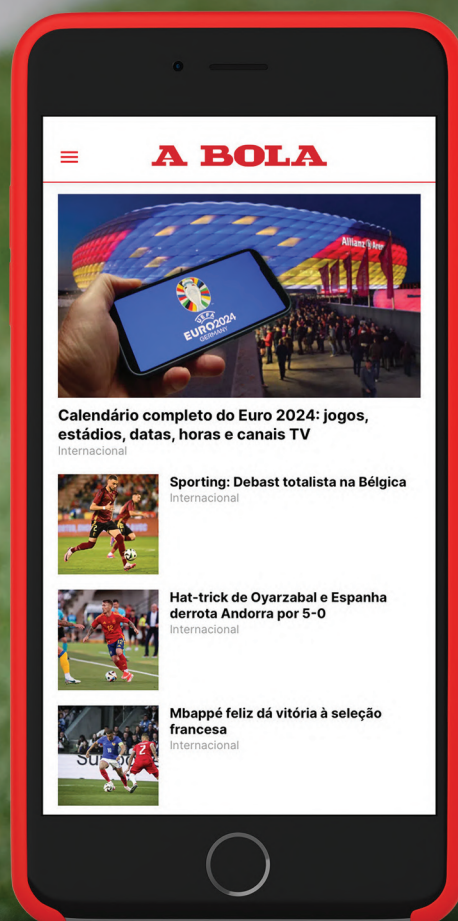 A BOLA
Allianz Arena
UEFA
EURO2024
GERMANY
Calendário completo do Euro 2024: jogos,
estádios, datas, horas e canais TV
Internacional
Sporting: Debast totalista na Bélgica
Internacional
Hat-trick de Oyarzabal e Espanha
derrota Andorra por 5-0
Internacional
Mbappé feliz dá vitória à seleção
francesa
Internacional